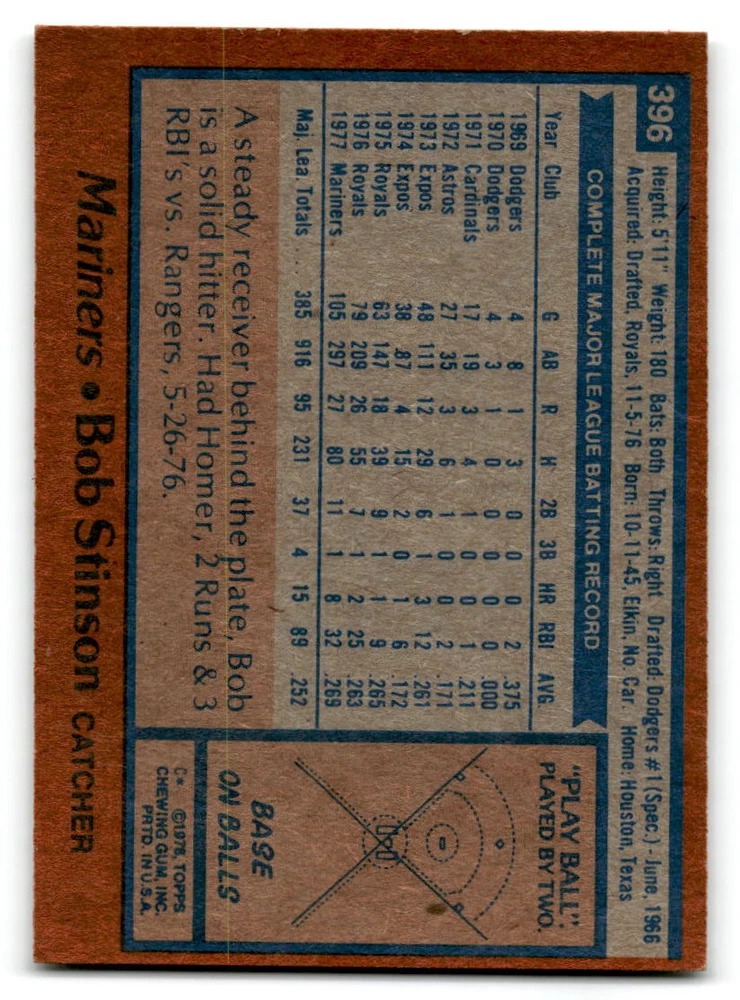 396
Height: 5'11" Weight: 180 Bats: Both Throws: Right Drafted: Dodgers #1 (Spec.) - June, 1966
Acquired: Drafted, Royals, 11-5-76 Born: 10-11-45, Elkin, No. Car. Home: Houston, Texas
COMPLETE MAJOR LEAGUE BATTING RECORD
Year Club G AB R H 2B 3B HR RBI AVG.
1969 Dodgers 4 8 1 3 0 0 0 2 .375
1970 Dodgers 4 3 1 0 0 0 0 0 .000
1971 Cardinals 17 19 3 4 1 0 0 1 .211
1972 Astros 27 35 3 6 1 0 0 2 .171
1973 Expos 48 111 12 29 6 1 3 12 .261
1974 Expos 38 .87 4 15 2 0 1 6 .172
1975 Royals 63 147 18 39 9 1 1 9 .265
1976 Royals 79 209 26 55 7 1 2 25 .263
1977 Mariners 105 297 27 80 11 1 8 32 .269
Maj. Lea. Totals 385 916 95 231 37 4 15 89 .252
A steady receiver behind the plate, Bob
is a solid hitter. Had Homer, 2 Runs & 3
RBI's vs. Rangers, 5-26-76.
"PLAY BALL"
PLAYED BY TWO.
BASE
ON BALLS
C* ©1978, TOPPS
CHEWING GUM, INC.
PRTD. IN U.S.A.
Mariners • Bob Stinson CATCHER